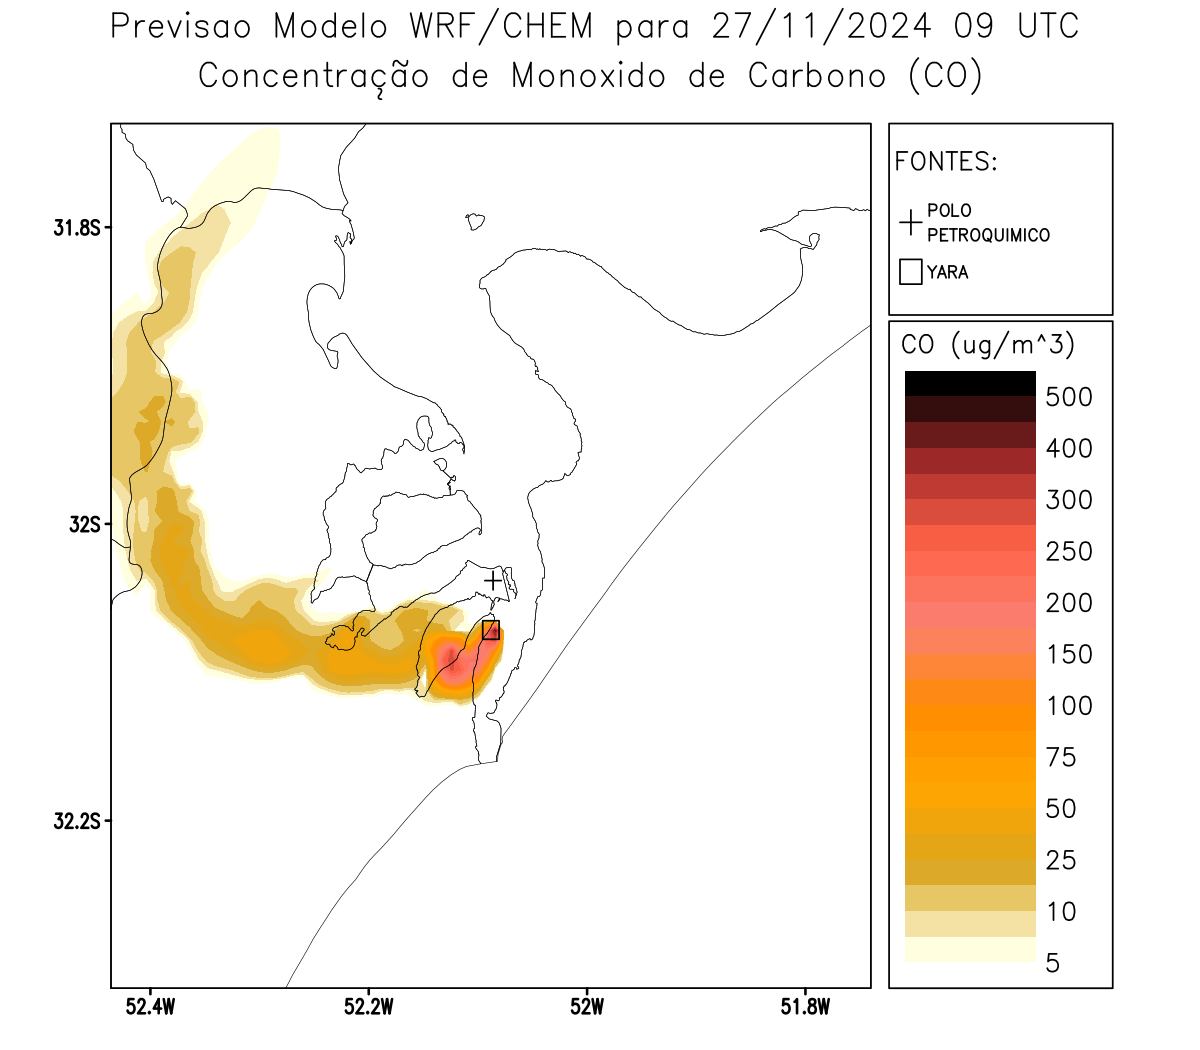 Previsao Modelo WRF/CHEM para 27/11/2024 09 UTC
Concentração de Monoxido de Carbono (CO)
FONTES:
POLO
PETROQUIMICO
YARA
CO (ug/m^3)
500
400
300
250
200
150
100
75
50
25
10
5
31.8S
32S
32.2S
52.4W
52.2W
52W
51.8W